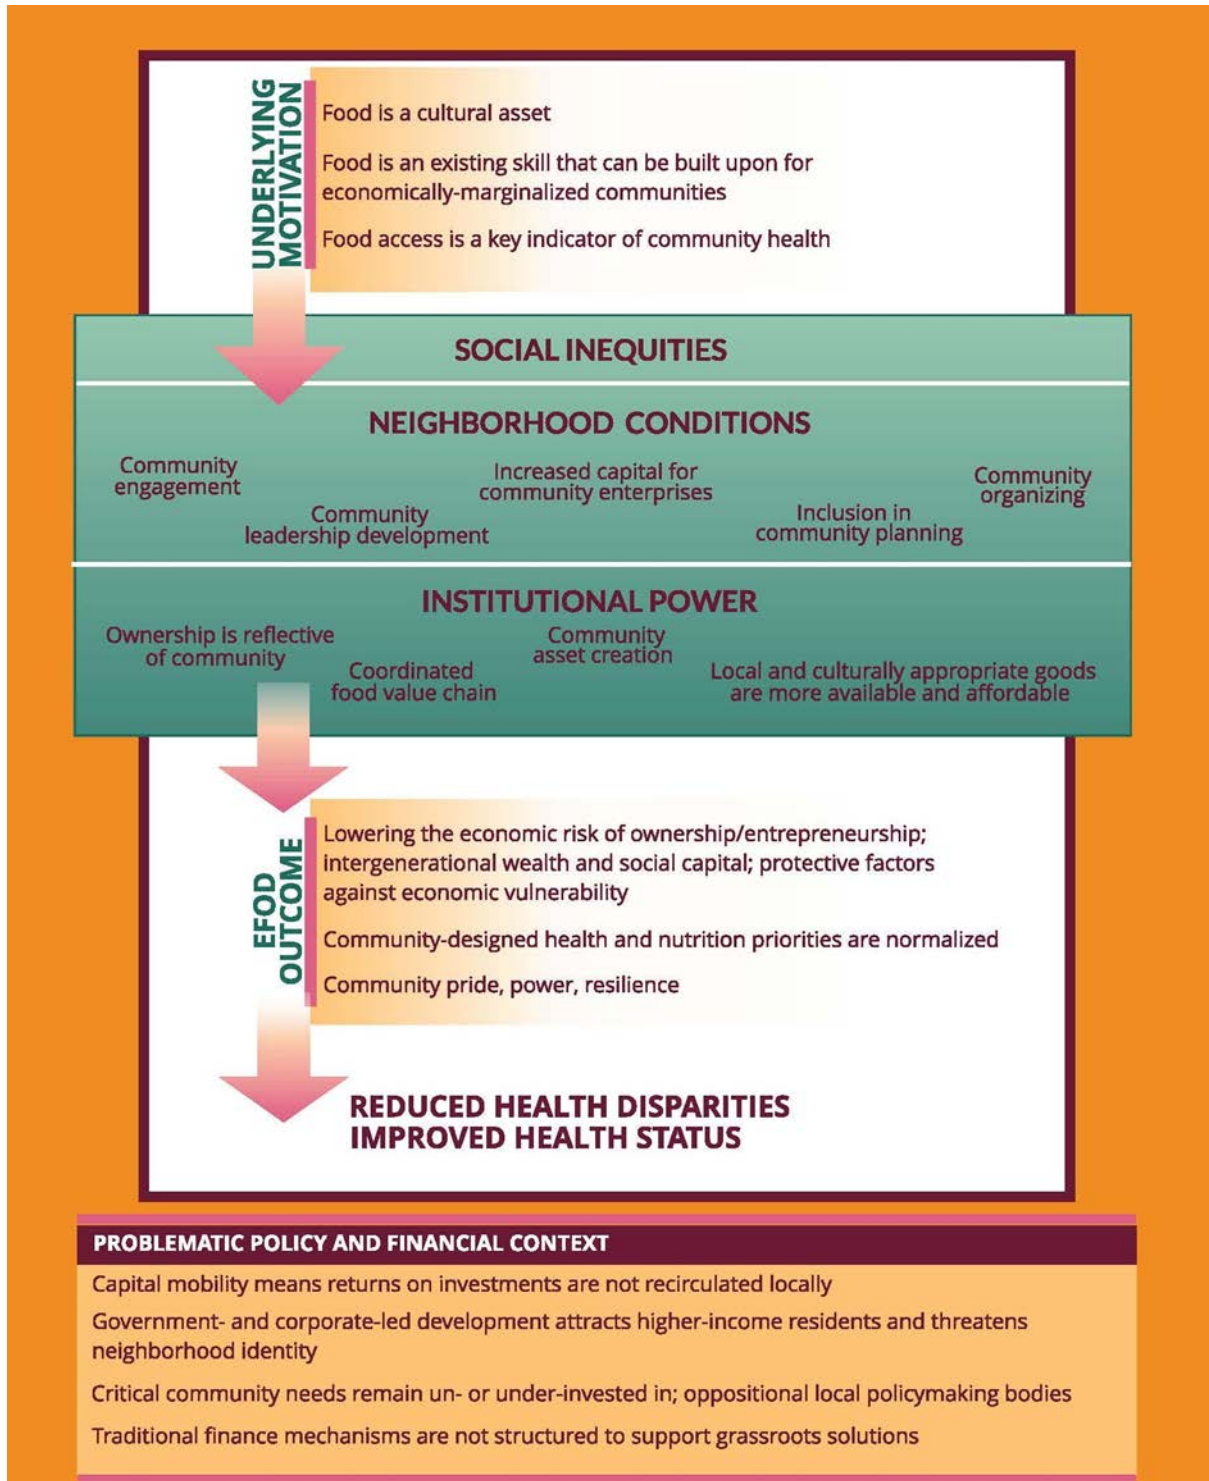 UNDERLYING
MOTIVATION
Food is a cultural asset
Food is an existing skill that can be built upon for
economically-marginalized communities
Food access is a key indicator of community health
SOCIAL INEQUITIES
NEIGHBORHOOD CONDITIONS
Community
engagement
Community
leadership development
Increased capital for
community enterprises
Inclusion in
community planning
Community
organizing
INSTITUTIONAL POWER
Ownership is reflective
of community
Coordinated
food value chain
Community
asset creation
Local and culturally appropriate goods
are more available and affordable
EFOD
OUTCOME
Lowering the economic risk of ownership/entrepreneurship;
intergenerational wealth and social capital; protective factors
against economic vulnerability
Community-designed health and nutrition priorities are normalized
Community pride, power, resilience
REDUCED HEALTH DISPARITIES
IMPROVED HEALTH STATUS
PROBLEMATIC POLICY AND FINANCIAL CONTEXT
Capital mobility means returns on investments are not recirculated locally
Government- and corporate-led development attracts higher-income residents and threatens
neighborhood identity
Critical community needs remain un- or under-invested in; oppositional local policymaking bodies
Traditional finance mechanisms are not structured to support grassroots solutions